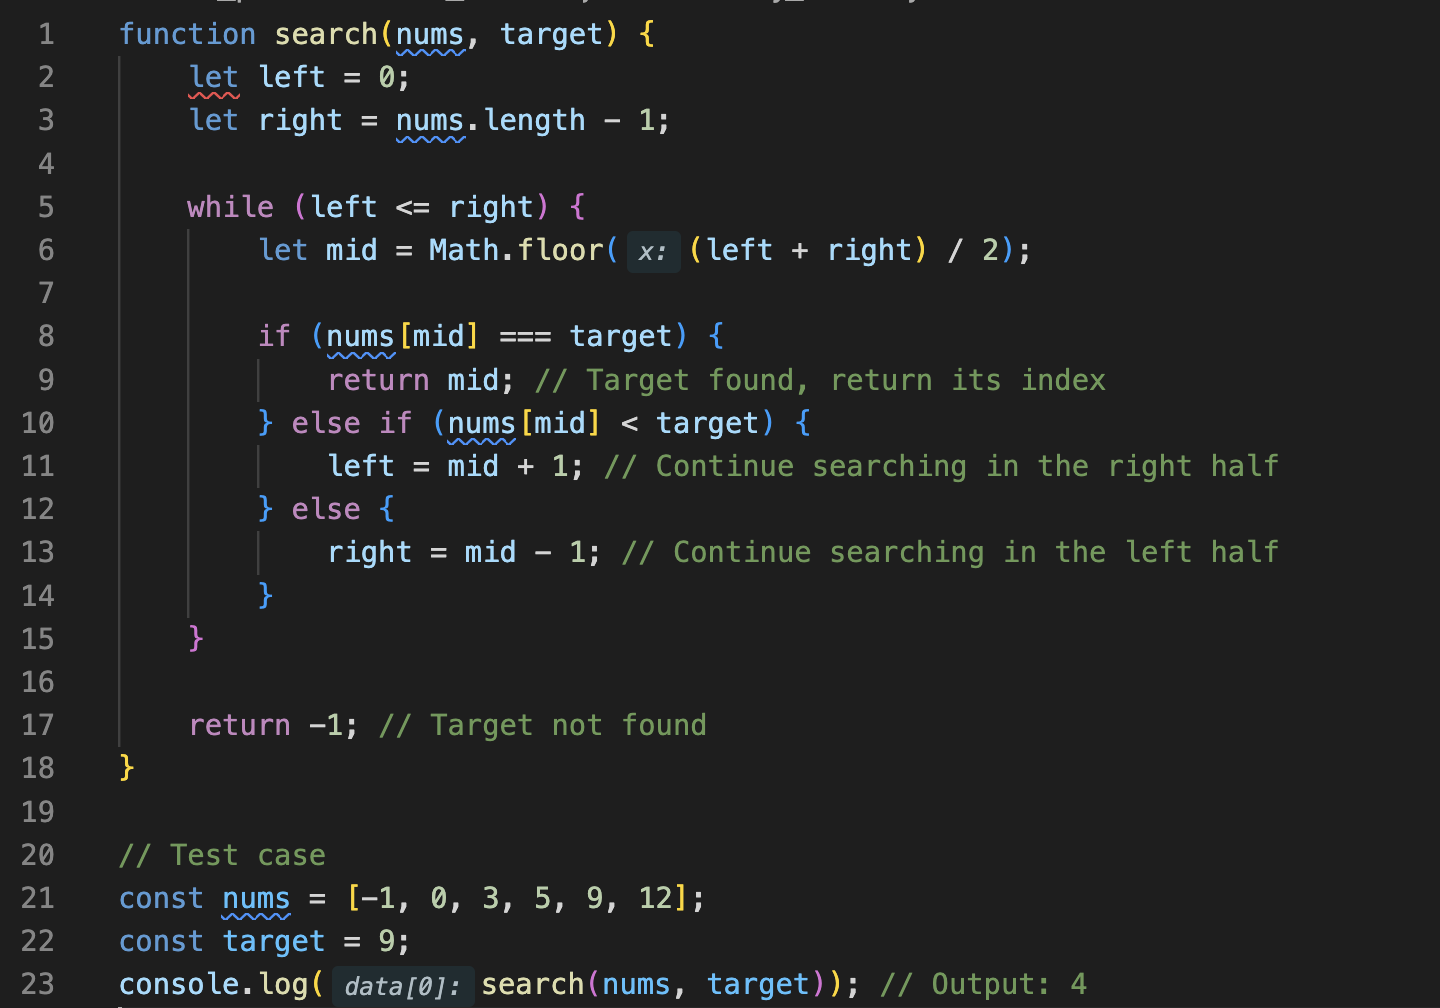 1 function search(nums, target) {
2     let left = 0;
3     let right = nums.length - 1;
4
5     while (left <= right) {
6         let mid = Math.floor( x: (left + right) / 2);
7
8         if (nums[mid] === target) {
9             return mid; // Target found, return its index
10         } else if (nums[mid] < target) {
11             left = mid + 1; // Continue searching in the right half
12         } else {
13             right = mid - 1; // Continue searching in the left half
14         }
15     }
16
17     return -1; // Target not found
18 }
19
20 // Test case
21 const nums = [-1, 0, 3, 5, 9, 12];
22 const target = 9;
23 console.log( data[0]: search(nums, target)); // Output: 4